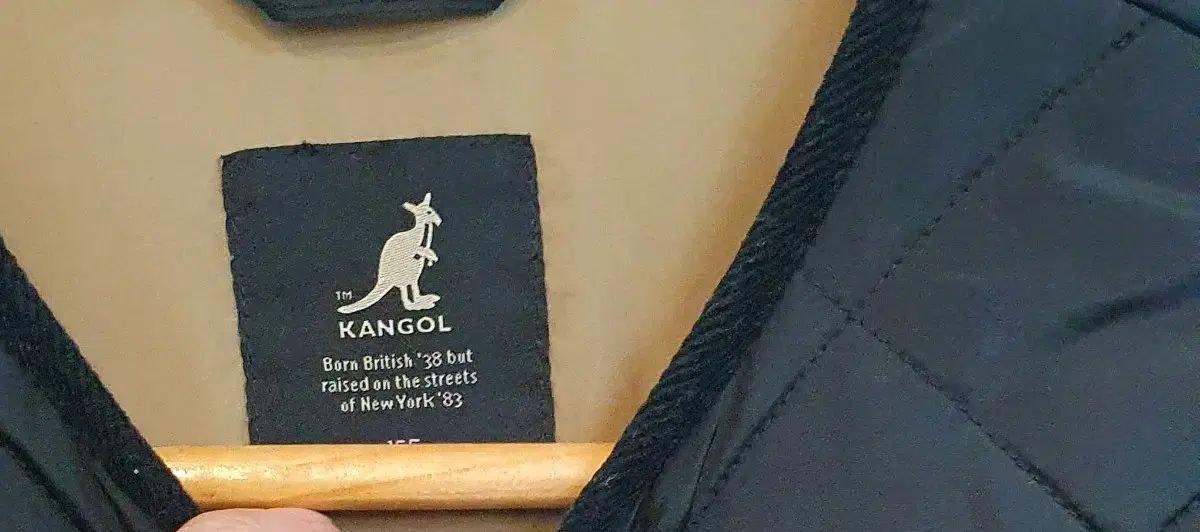 TM
KANGOL
Born British '38 but
raised on the streets
of New York '83